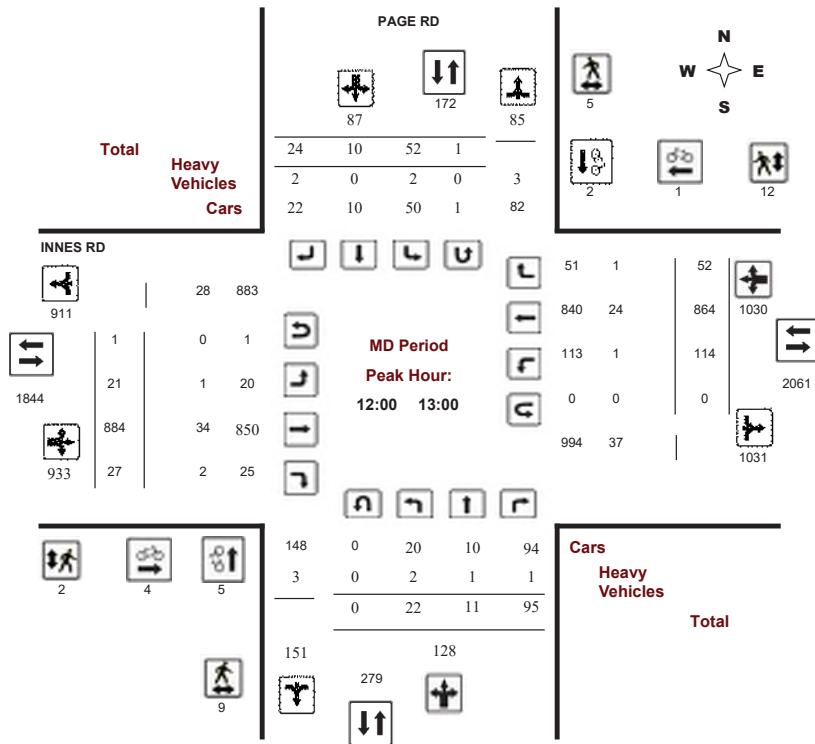 PAGE RD
N
W E
S
172
5
87 85
Total 24 10 52 1
Heavy
Vehicles
2 0 2 0 3
Cars 22 10 50 1 82
2 1 12
INNES RD
28 883
911
51 1 52
1030
1 0 1
840 24 864
MD Period
1844
21 1 20
Peak Hour:
113 1 114
2061
12:00 13:00
0 0 0
884 34 850
994 37
1031
933
27 2 25
148 0 20 10 94 Cars
3 0 2 1 1 Heavy
Vehicles
0 22 11 95
Total
2 4 5
151 128
279
9